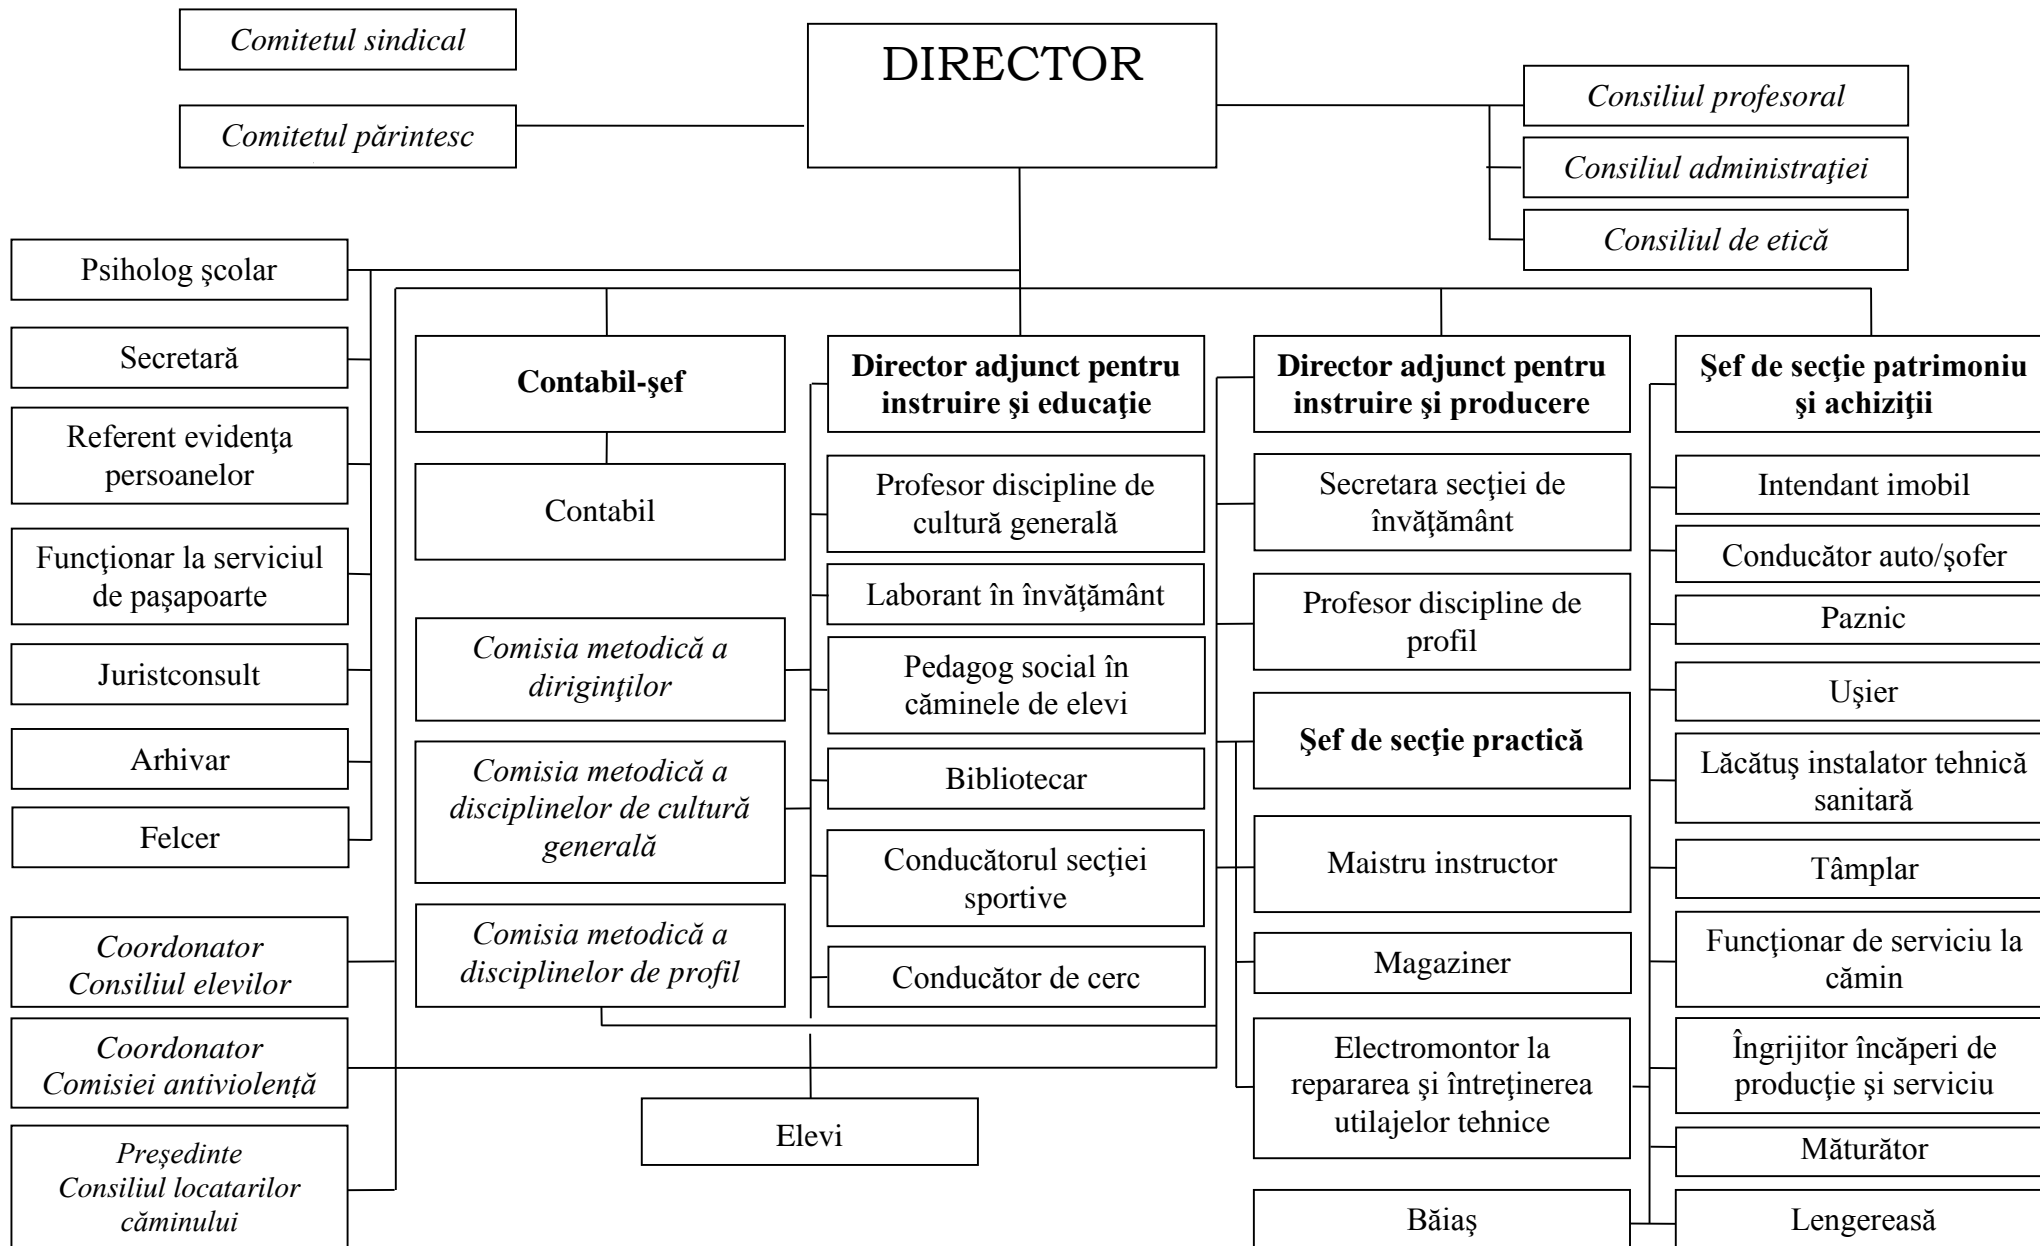 Comitetul sindical
DIRECTOR
Comitetul părintesc
Consiliul profesoral
Consiliul administraţiei
Consiliul de etică
Psiholog şcolar
Secretară
Referent evidenţa
persoanelor
Funcţionar la serviciul
de paşapoarte
Juristconsult
Arhivar
Felcer
Coordonator
Consiliul elevilor
Coordonator
Comisiei antiviolență
Președinte
Consiliul locatarilor
căminului
Contabil-şef
Contabil
Comisia metodică a
diriginţilor
Comisia metodică a
disciplinelor de cultură
generală
Comisia metodică a
disciplinelor de profil
Director adjunct pentru
instruire şi educaţie
Profesor discipline de
cultură generală
Laborant în învăţământ
Pedagog social în
căminele de elevi
Bibliotecar
Conducătorul secţiei
sportive
Conducător de cerc
Elevi
Director adjunct pentru
instruire şi producere
Secretara secţiei de
învăţământ
Profesor discipline de
profil
Şef de secţie practică
Maistru instructor
Magaziner
Electromontor la
repararea şi întreţinerea
utilajelor tehnice
Băiaş
Şef de secţie patrimoniu
şi achiziţii
Intendant imobil
Conducător auto/șofer
Paznic
Uşier
Lăcătuş instalator tehnică
sanitară
Tâmplar
Funcţionar de serviciu la
cămin
Îngrijitor încăperi de
producţie şi serviciu
Măturător
Lengereasă